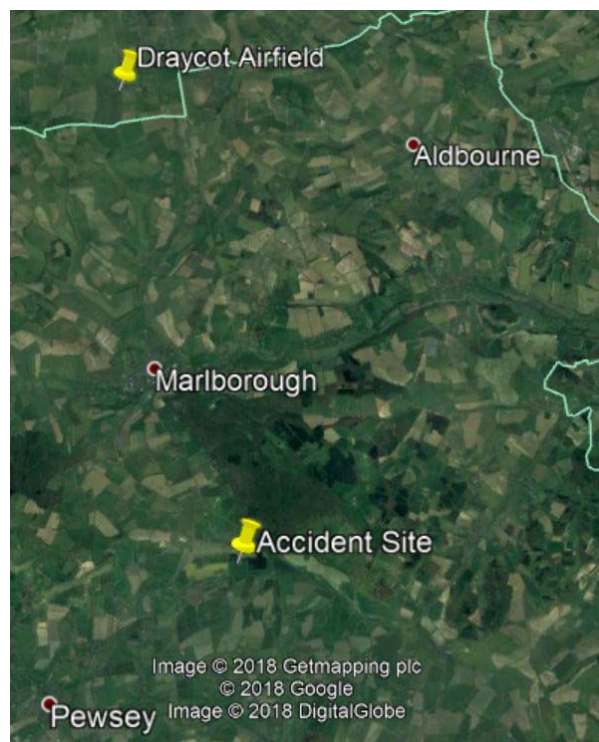 Draycot Airfield
Aldbourne
Marlborough
Accident Site
Image © 2018 Getmapping plc
© 2018 Google
Image © 2018 DigitalGlobe
Pewsey